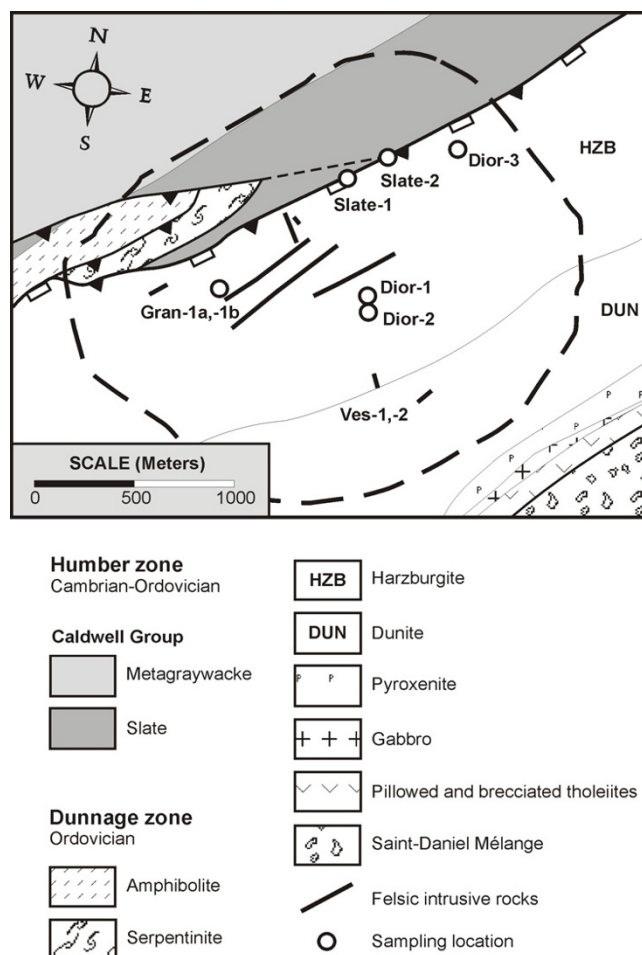 N
W
E
S
HZB
Dior-3
Slate-2
Slate-1
Dior-1
DUN
Gran-1a,-1b
Dior-2
Ves-1,-2
P
P
P
P
P
SCALE (Meters)
0 500 1000
Humber zone
Cambrian-Ordovician
HZB Harzburgite
Caldwell Group
DUN Dunite
Metagraywacke
P P Pyroxenite
Slate
Gabbro
Pillowed and brecciated tholeiites
Dunnage zone
Ordovician
Saint-Daniel Mélange
Amphibolite
Felsic intrusive rocks
Serpentinite
Sampling location